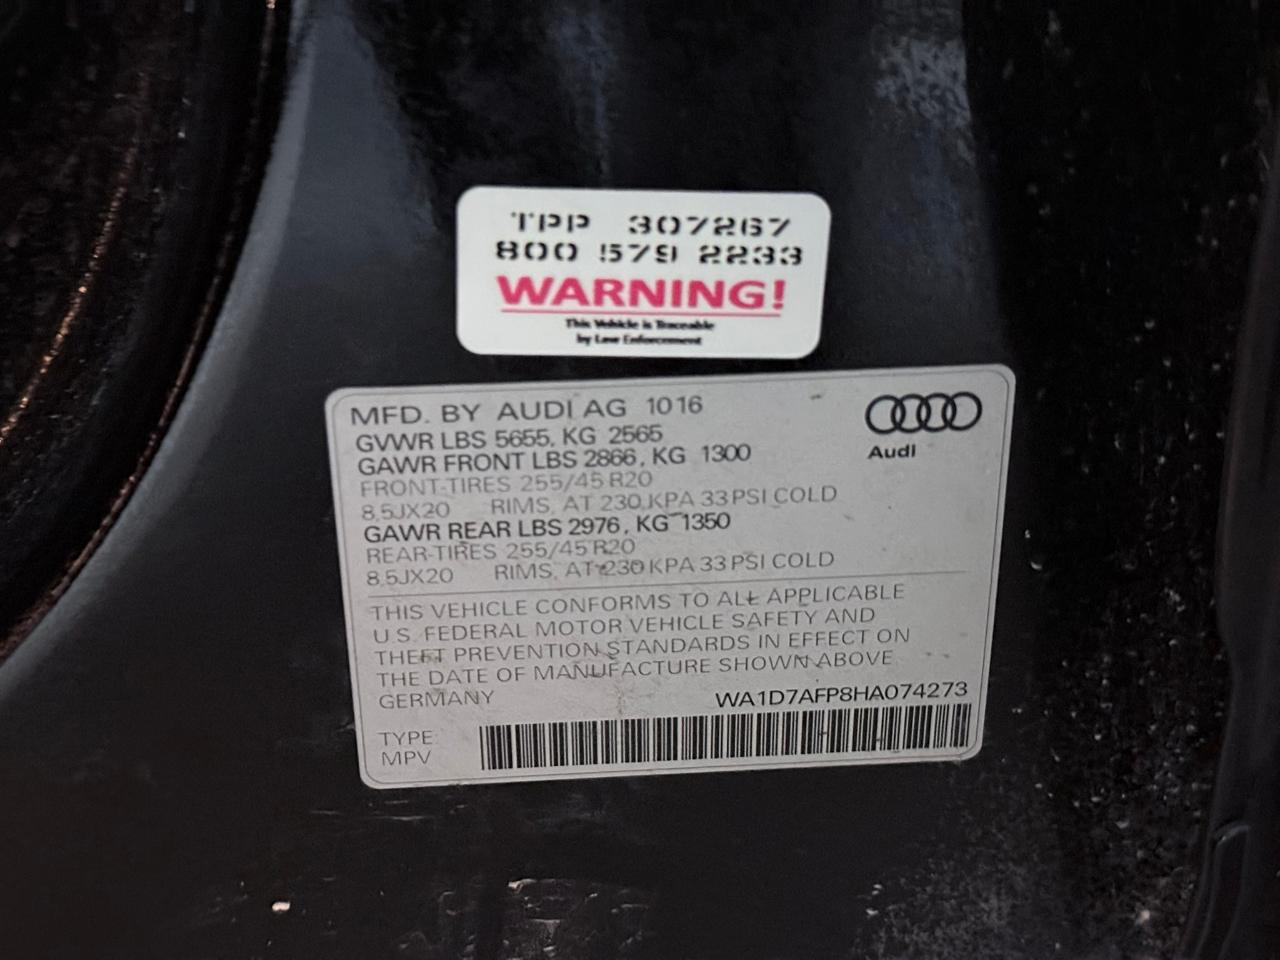 TPP 307267
800 579 2233
WARNING!
This Vehicle is Traceable
by Law Enforcement
MFD. BY AUDI AG 1016
Audi
GVWR LBS 5655, KG 2565
GAWR FRONT LBS 2866, KG 1300
FRONT-TIRES 255/45 R20
8,5JX20 RIMS, AT 230 KPA 33 PSI COLD
GAWR REAR LBS 2976, KG 1350
REAR-TIRES 255/45 R20
8,5JX20 RIMS, AT 230 KPA 33 PSI COLD
THIS VEHICLE CONFORMS TO ALL APPLICABLE
U.S. FEDERAL MOTOR VEHICLE SAFETY AND
THEFT PREVENTION STANDARDS IN EFFECT ON
THE DATE OF MANUFACTURE SHOWN ABOVE
GERMANY WA1D7AFP8HA074273
TYPE:
MPV